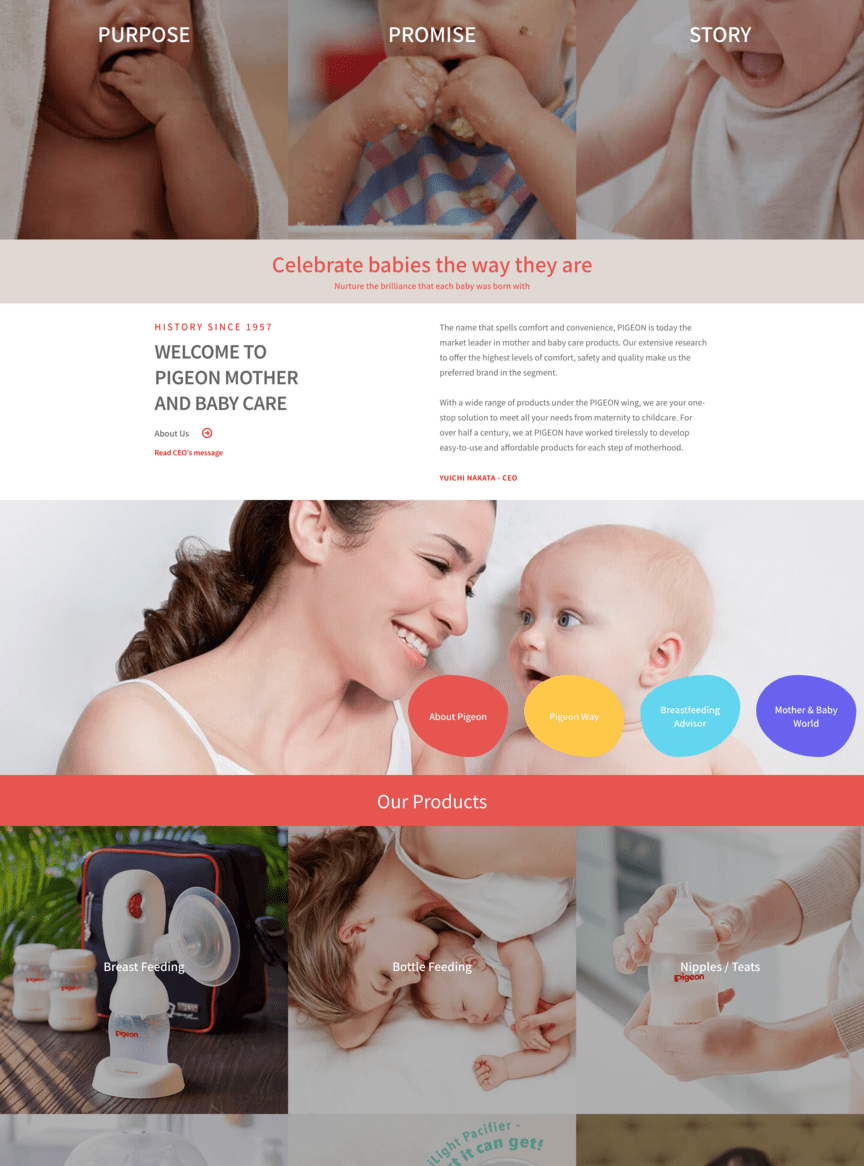 PURPOSE
PROMISE
STORY
Celebrate babies the way they are
Nurture the brilliance that each baby was born with
HISTORY SINCE 1957
WELCOME TO
PIGEON MOTHER
AND BABY CARE
About Us
Read CEO's message
The name that spells comfort and convenience, PIGEON is today the
market leader in mother and baby care products. Our extensive research
to offer the highest levels of comfort, safety and quality make us the
preferred brand in the segment.
With a wide range of products under the PIGEON wing, we are your one-
stop solution to meet all your needs from maternity to childcare. For
over half a century, we at PIGEON have worked tirelessly to develop
easy-to-use and affordable products for each step of motherhood.
YUICHI NAKATA - CEO
About Pigeon
Pigeon Way
Breastfeeding
Advisor
Mother & Baby
World
Our Products
Breast Feeding
Bottle Feeding
Nipples / Teats
pigeon
pigeon
Light Pacifier -
it can get!